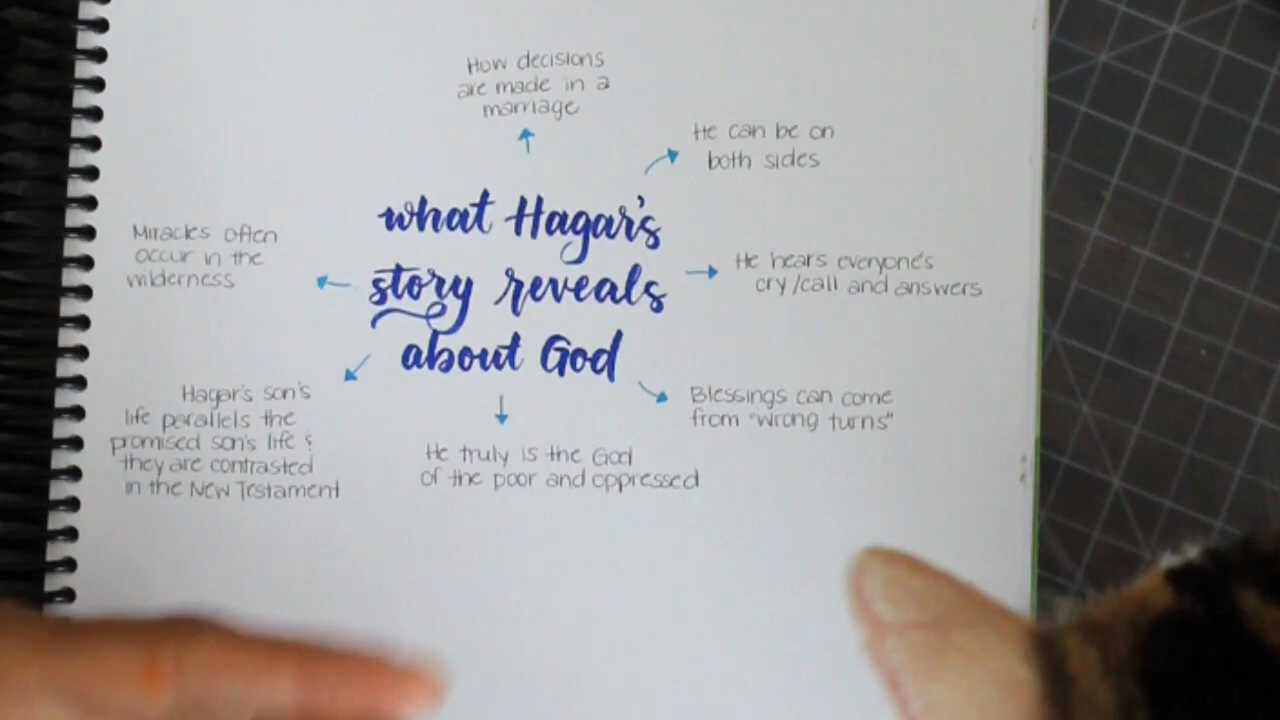 How decisions
are made in a
marriage
He can be on
both sides
what Hagar's
story reveals
about God
Miracles often
occur in the
wilderness
He hears everyone's
cry/call and answers
Hagar's son's
life parallels the
promised son's life &
they are contrasted
in the New Testament
Blessings can come
from "wrong turns"
He truly is the God
of the poor and oppressed